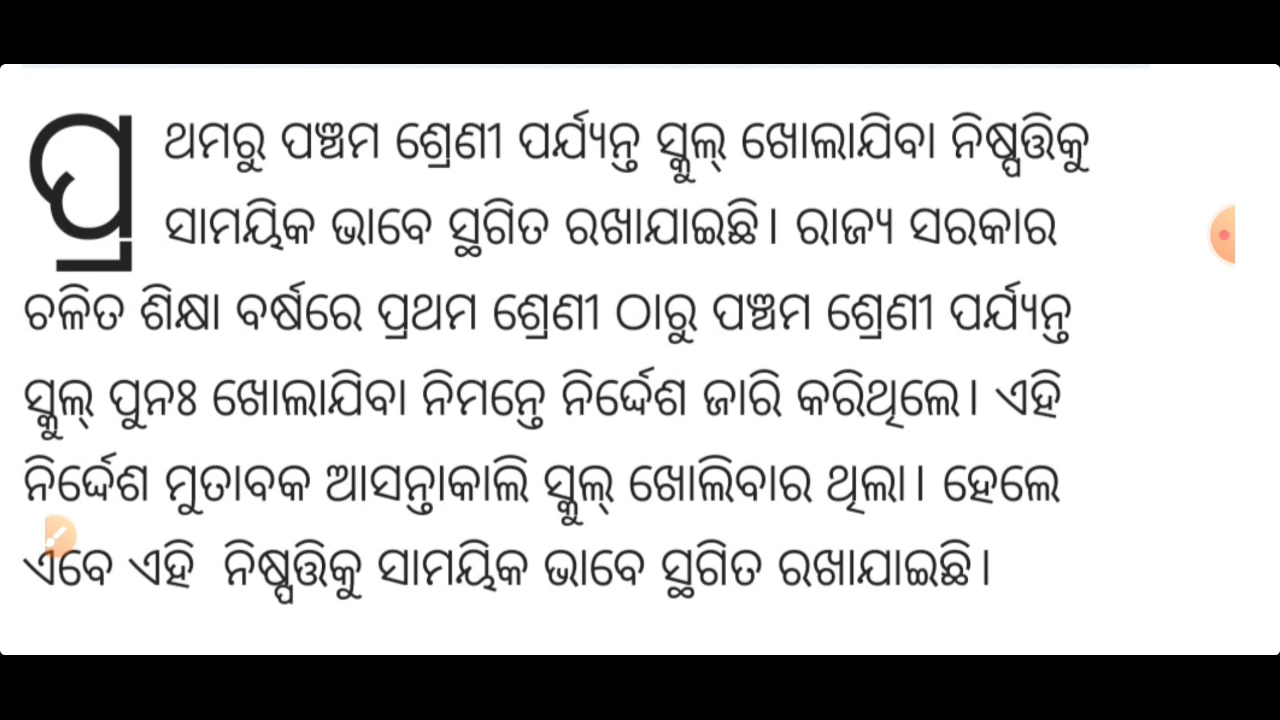 ପ୍ରଥମରୁ ପଞ୍ଚମ ଶ୍ରେଣୀ ପର୍ଯ୍ୟନ୍ତ ସ୍କୁଲ୍ ଖୋଲାଯିବା ନିଷ୍ପତ୍ତିକୁ
ସାମୟିକ ଭାବେ ସ୍ଥଗିତ ରଖାଯାଇଛି। ରାଜ୍ୟ ସରକାର
ଚଳିତ ଶିକ୍ଷା ବର୍ଷରେ ପ୍ରଥମ ଶ୍ରେଣୀ ଠାରୁ ପଞ୍ଚମ ଶ୍ରେଣୀ ପର୍ଯ୍ୟନ୍ତ
ସ୍କୁଲ୍ ପୁନଃ ଖୋଲାଯିବା ନିମନ୍ତେ ନିର୍ଦ୍ଦେଶ ଜାରି କରିଥିଲେ। ଏହି
ନିର୍ଦ୍ଦେଶ ମୁତାବକ ଆସନ୍ତାକାଲି ସ୍କୁଲ୍ ଖୋଲିବାର ଥିଲା। ହେଲେ
ଏବେ ଏହି ନିଷ୍ପତ୍ତିକୁ ସାମୟିକ ଭାବେ ସ୍ଥଗିତ ରଖାଯାଇଛି।